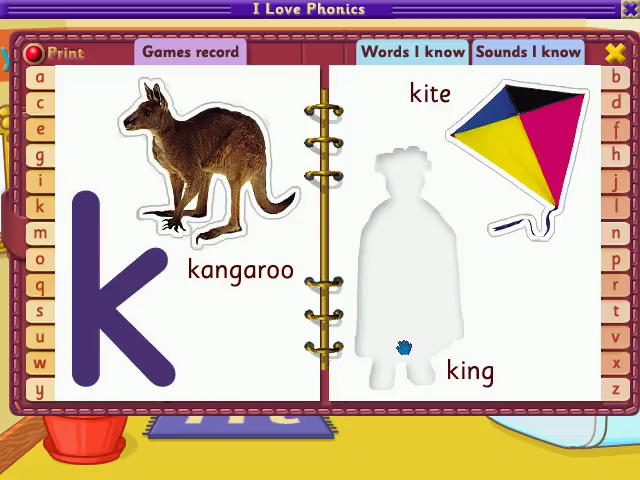 I Love Phonics
Print
Games record
Words I know
Sounds I know
a
c
e
g
i
k
m
o
q
s
u
w
y
k
kangaroo
kite
king
b
d
f
h
j
l
n
p
r
t
v
x
z